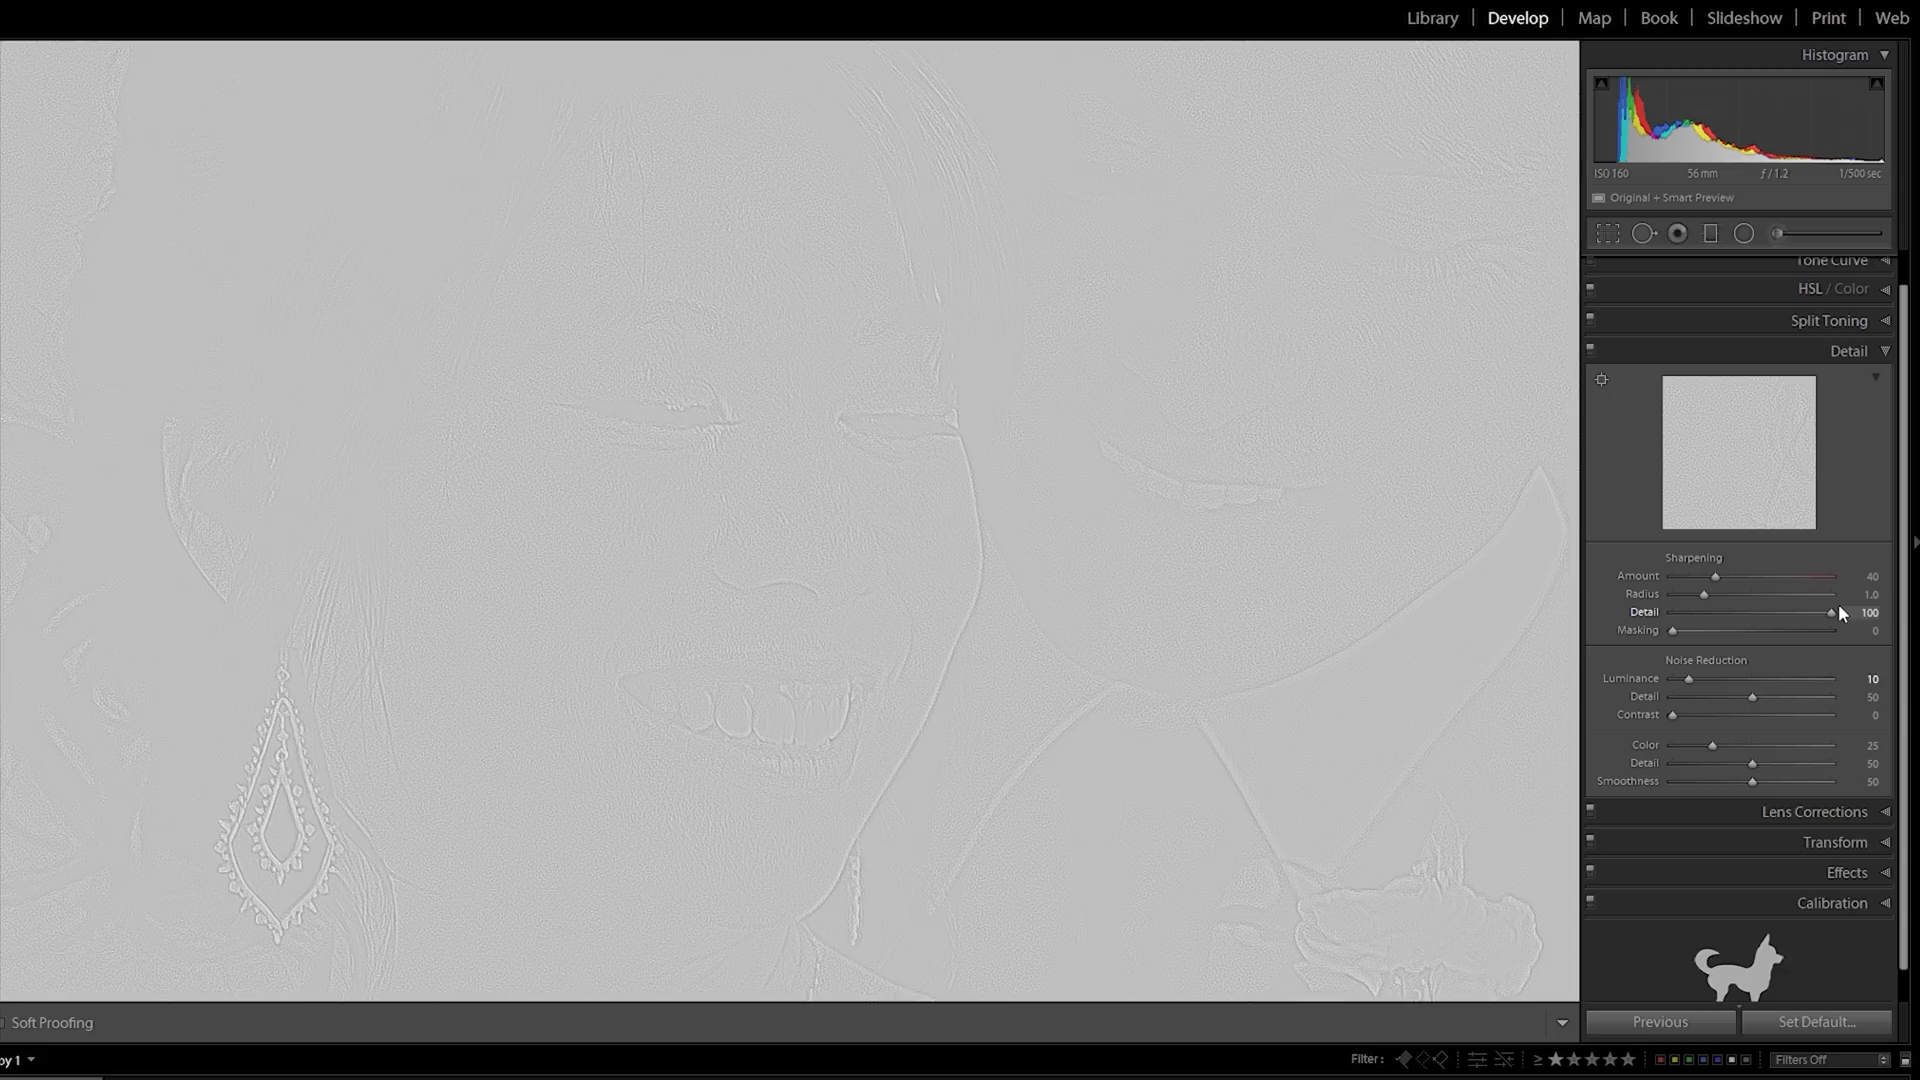 Library | Develop | Map | Book | Slideshow | Print | Web
Histogram
ISO 160 56 mm ƒ / 1.2 1/500 sec
Original + Smart Preview
Tone Curve
HSL / Color
Split Toning
Detail
Sharpening
Amount 40
Radius 1.0
Detail 100
Masking 0
Noise Reduction
Luminance 10
Detail 50
Contrast 0
Color 25
Detail 50
Smoothness 50
Lens Corrections
Transform
Effects
Calibration
Soft Proofing
Previous Set Default...
py 1 Filter : ≥ Filters Off